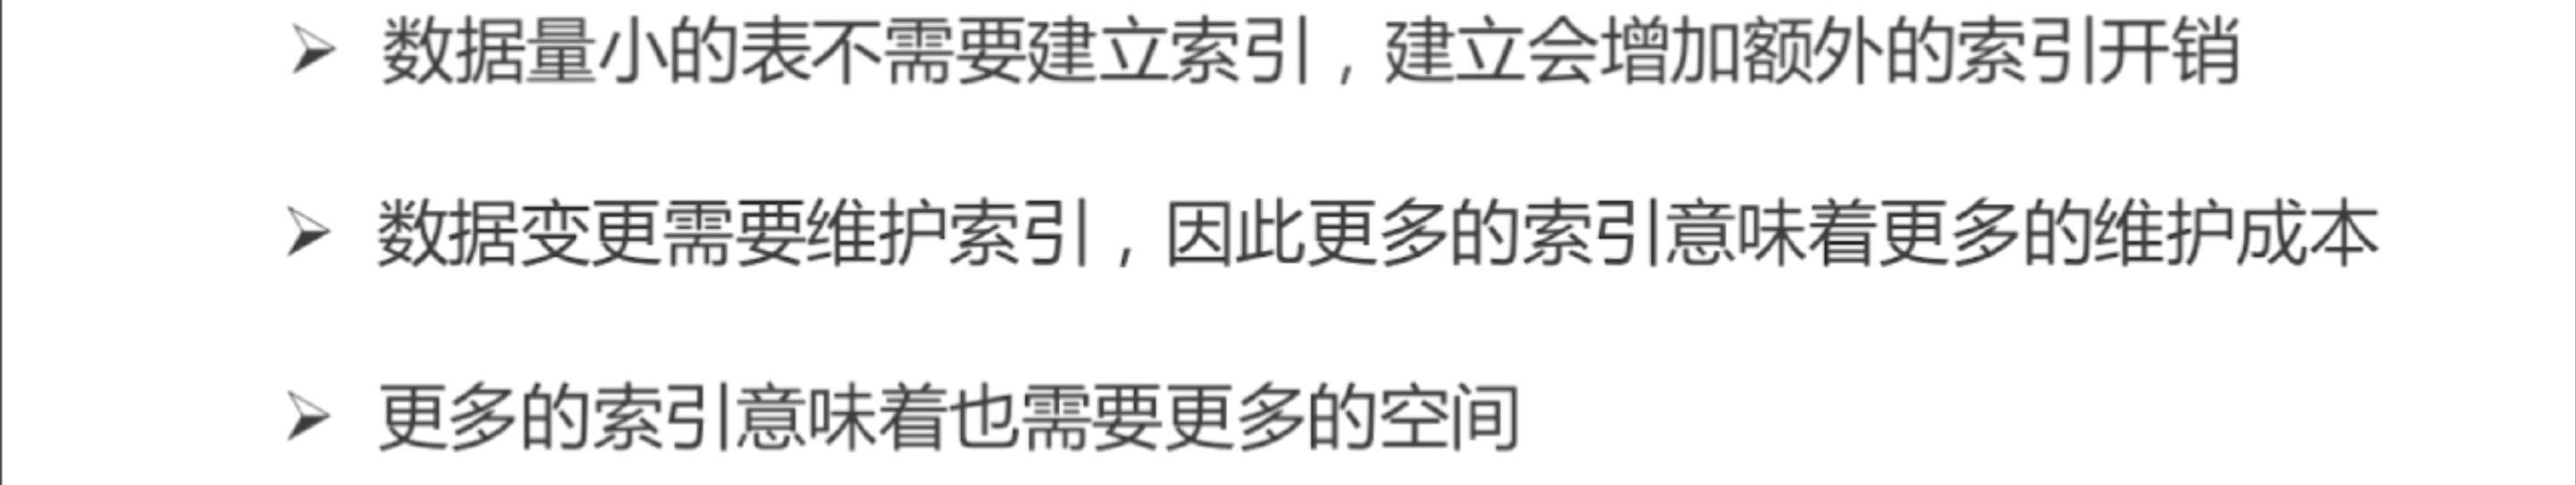 ➢ 数据量小的表不需要建立索引，建立会增加额外的索引开销
➢ 数据变更需要维护索引，因此更多的索引意味着更多的维护成本
➢ 更多的索引意味着也需要更多的空间